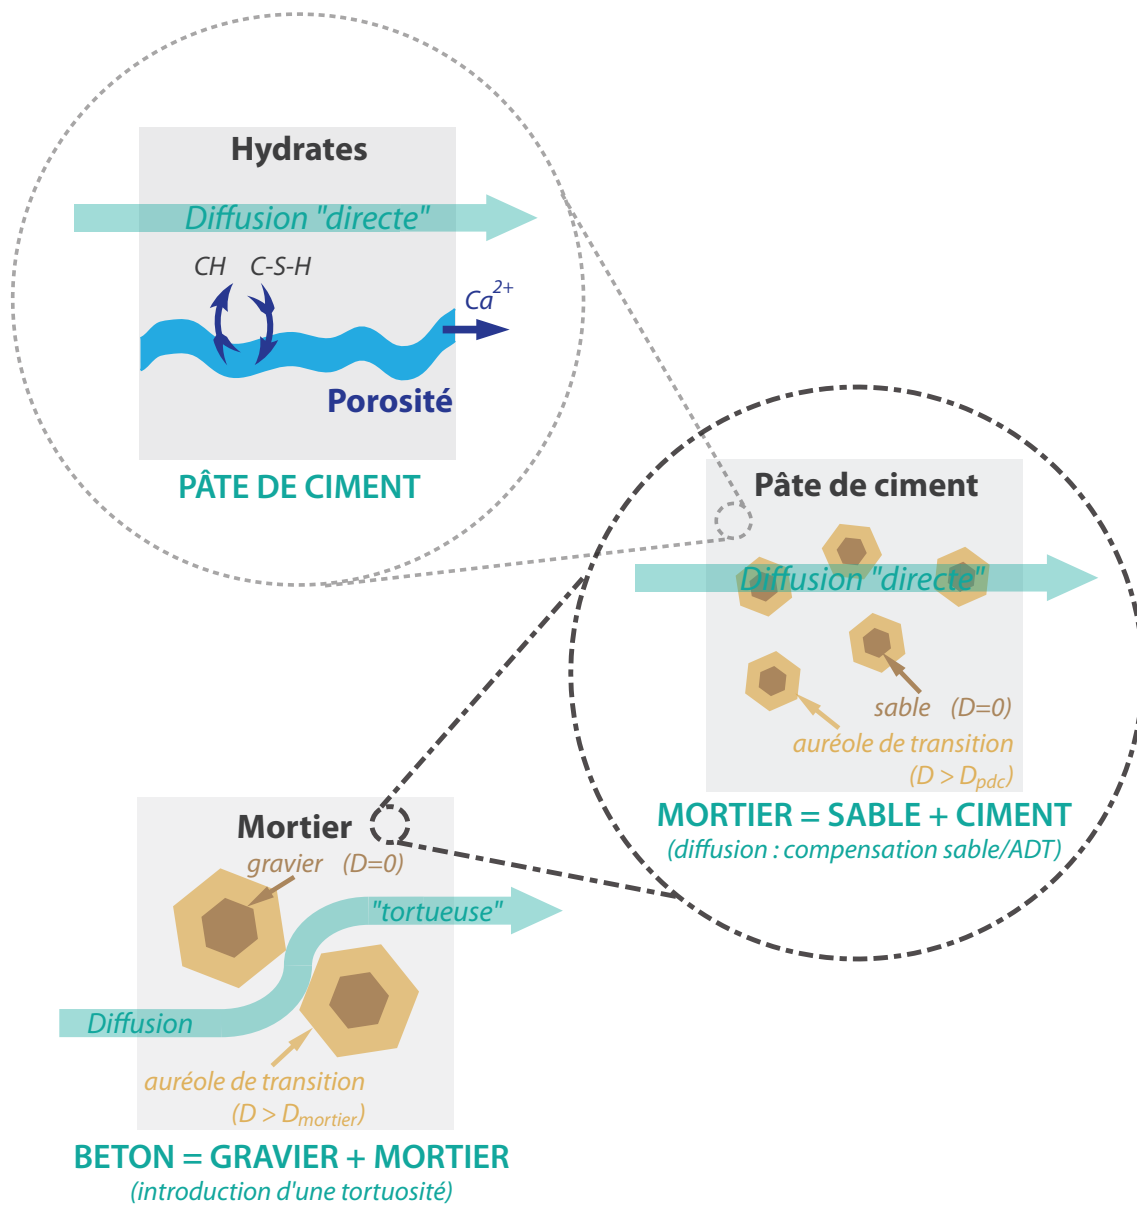 Hydrates
Diffusion "directe"
CH C-S-H
Ca2+
Porosité
PÂTE DE CIMENT
Pâte de ciment
Diffusion "directe"
sable (D=0)
auréole de transition
(D > Dpdc)
MORTIER = SABLE + CIMENT
(diffusion : compensation sable/ADT)
Mortier
gravier (D=0)
"tortueuse"
Diffusion
auréole de transition
(D > Dmortier)
BETON = GRAVIER + MORTIER
(introduction d'une tortuosité)